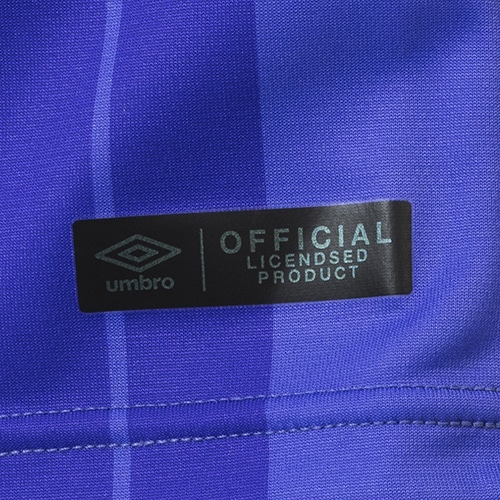 umbro
OFFICIAL
LICENDSED
PRODUCT